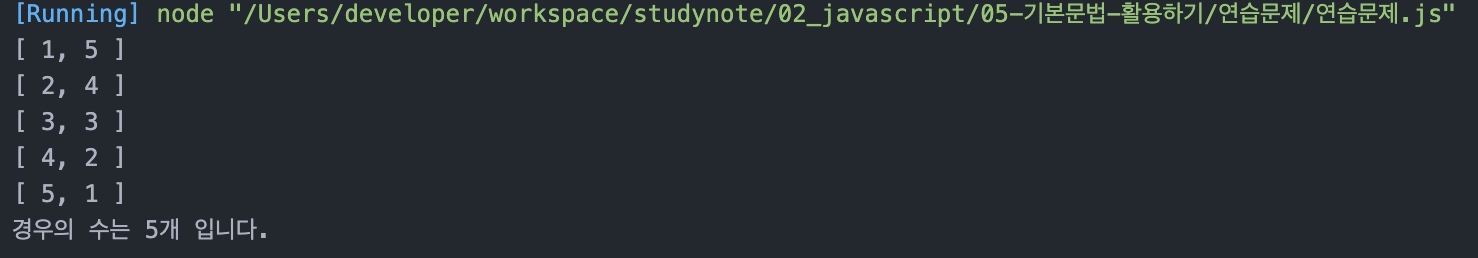 [Running] node "/Users/developer/workspace/studynote/02_javascript/05-기본문법-활용하기/연습문제/연습문제.js"
[ 1, 5 ]
[ 2, 4 ]
[ 3, 3 ]
[ 4, 2 ]
[ 5, 1 ]
경우의 수는 5개 입니다.